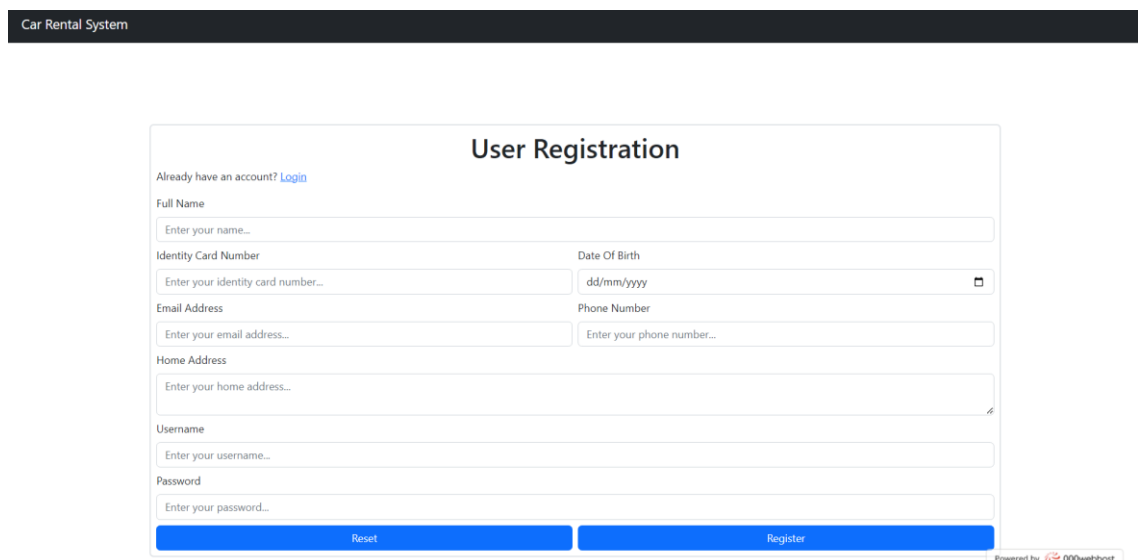 Car Rental System
User Registration
Already have an account? Login
Full Name
Enter your name...
Identity Card Number Date Of Birth
Enter your identity card number... dd/mm/yyyy
Email Address Phone Number
Enter your email address... Enter your phone number...
Home Address
Enter your home address...
Username
Enter your username...
Password
Enter your password...
Reset Register
Powered by 000webhost